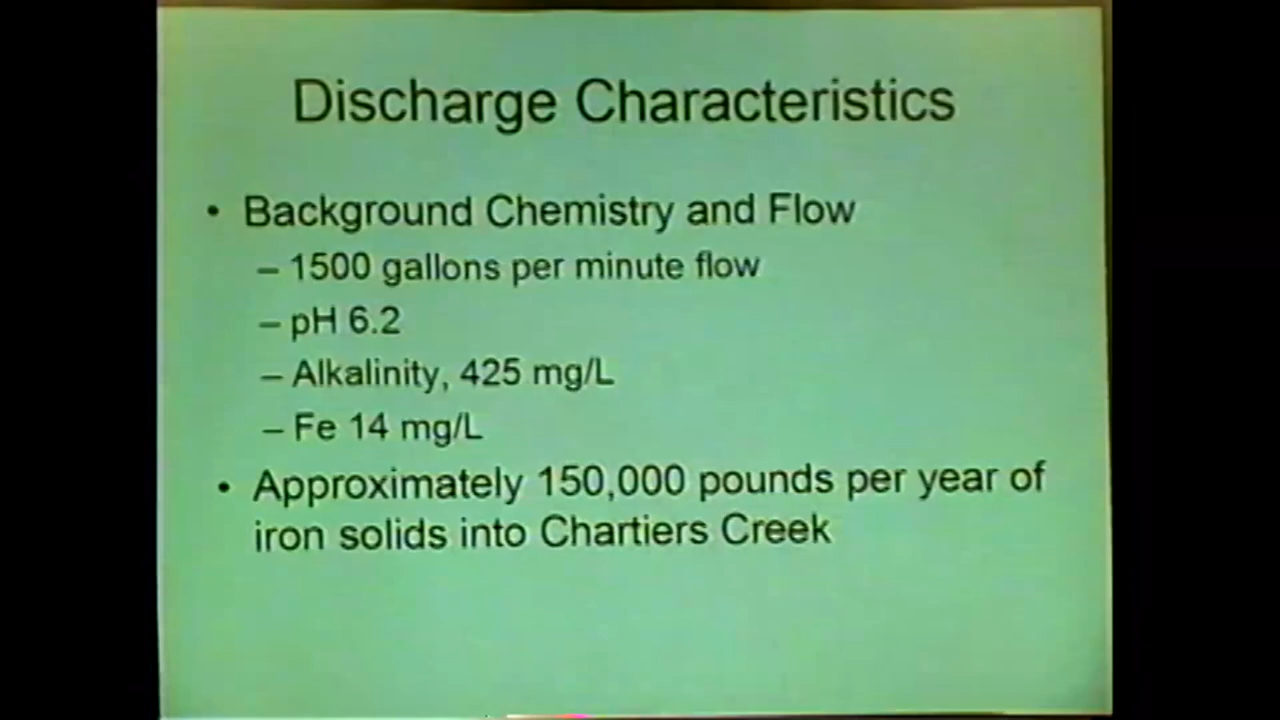 Discharge Characteristics
• Background Chemistry and Flow
– 1500 gallons per minute flow
– pH 6.2
– Alkalinity, 425 mg/L
– Fe 14 mg/L
• Approximately 150,000 pounds per year of
iron solids into Chartiers Creek